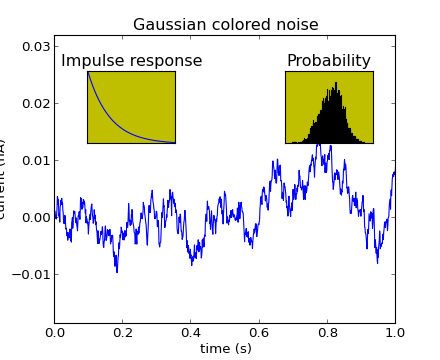 Gaussian colored noise
Impulse response
Probability
0.03
0.02
0.01
0.00
−0.01
(nA)
0.0 0.2 0.4 0.6 0.8 1.0
time (s)